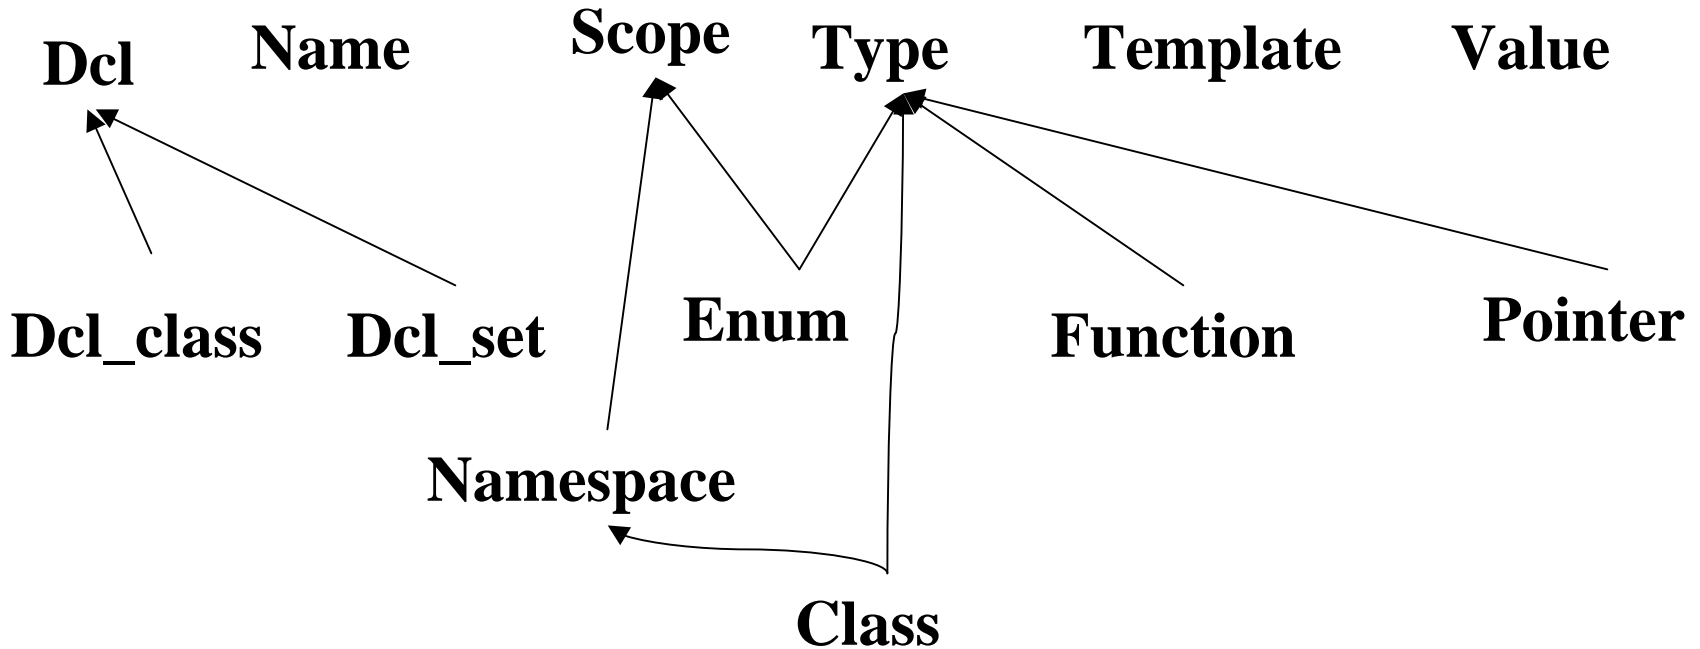 Dcl Name Scope Type Template Value
Dcl_class Dcl_set Enum Function Pointer
Namespace
Class